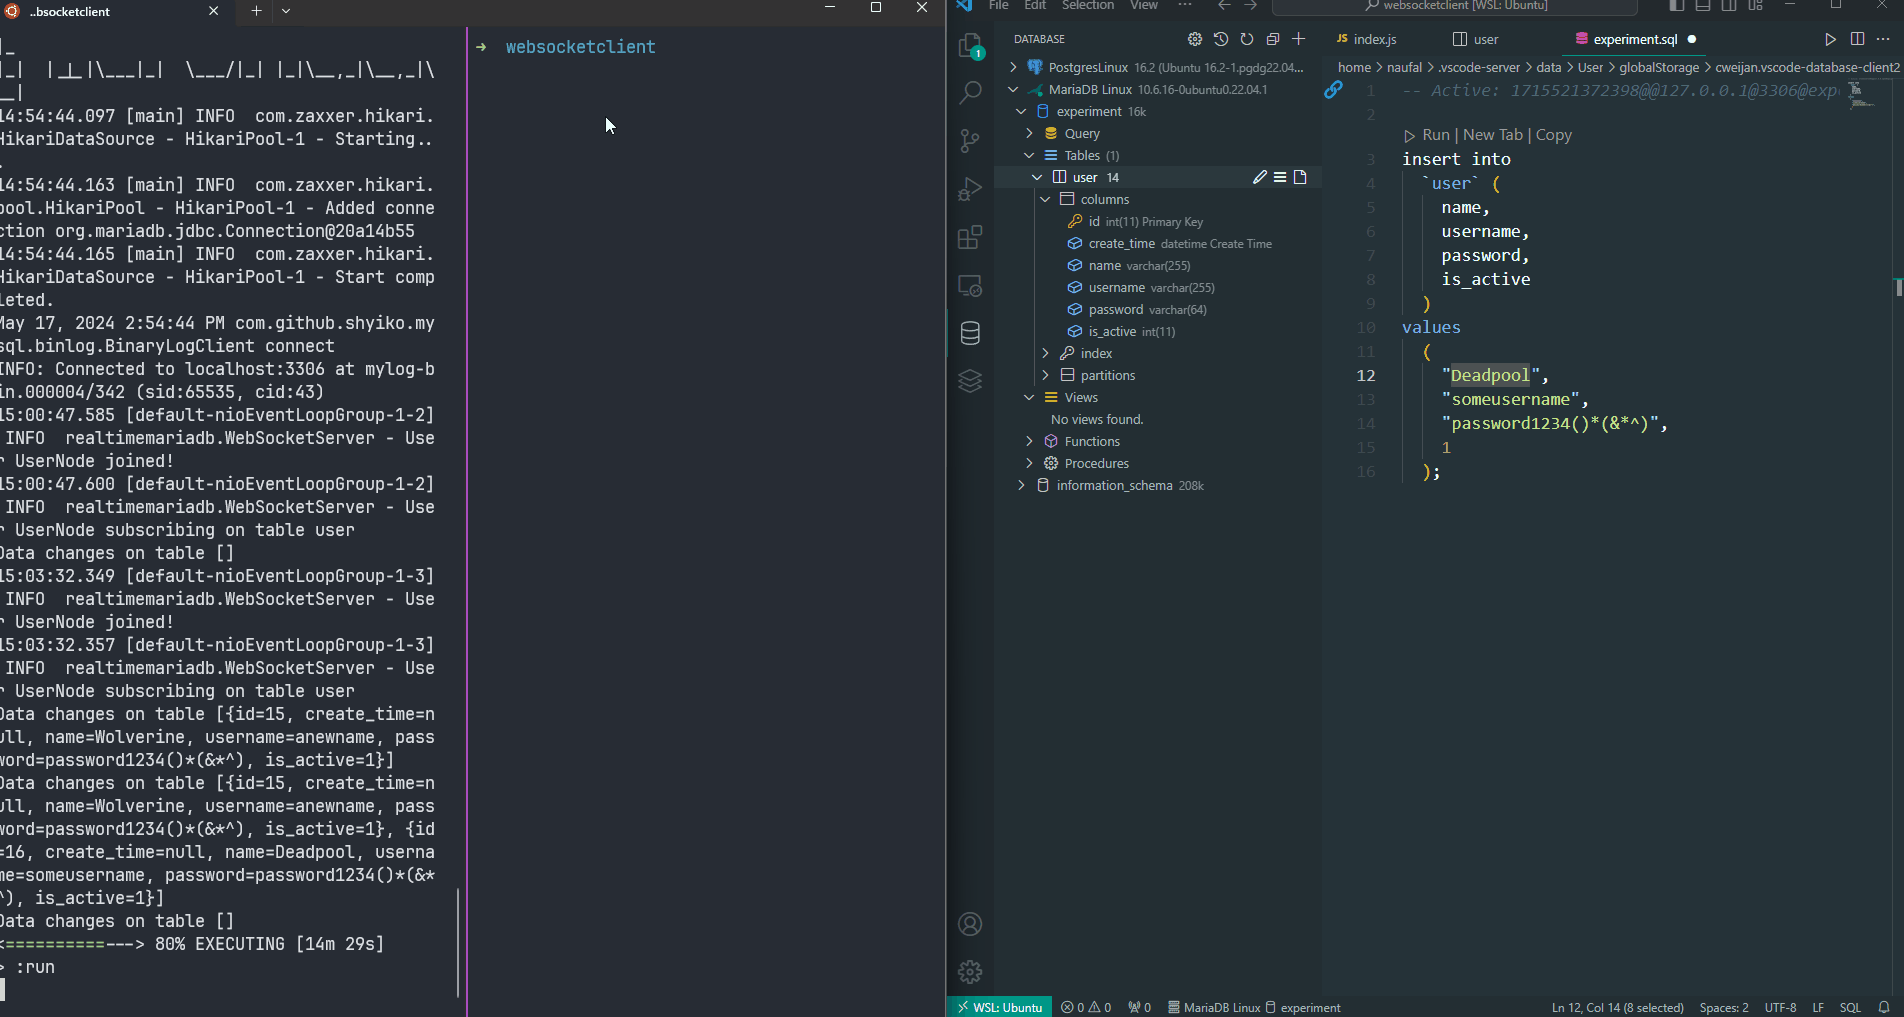 ..bsocketclient
14:54:44.097 [main] INFO  com.zaxxer.hikari.
HikariDataSource - HikariPool-1 - Starting..
.
14:54:44.163 [main] INFO  com.zaxxer.hikari.
pool.HikariPool - HikariPool-1 - Added conne
ction org.mariadb.jdbc.Connection@20a14b55
14:54:44.165 [main] INFO  com.zaxxer.hikari.
HikariDataSource - HikariPool-1 - Start comp
leted.
May 17, 2024 2:54:44 PM com.github.shyiko.my
sql.binlog.BinaryLogClient connect
INFO: Connected to localhost:3306 at mylog-b
in.000004/342 (sid:65535, cid:43)
15:00:47.585 [default-nioEventLoopGroup-1-2]
INFO  realtimemariadb.WebSocketServer - Use
r UserNode joined!
15:00:47.600 [default-nioEventLoopGroup-1-2]
INFO  realtimemariadb.WebSocketServer - Use
r UserNode subscribing on table user
Data changes on table []
15:03:32.349 [default-nioEventLoopGroup-1-3]
INFO  realtimemariadb.WebSocketServer - Use
r UserNode joined!
15:03:32.357 [default-nioEventLoopGroup-1-3]
INFO  realtimemariadb.WebSocketServer - Use
r UserNode subscribing on table user
Data changes on table [{id=15, create_time=n
ull, name=Wolverine, username=anewname, pass
word=password1234()*(&*^), is_active=1}]
Data changes on table [{id=15, create_time=n
ull, name=Wolverine, username=anewname, pass
word=password1234()*(&*^), is_active=1}, {id
=16, create_time=null, name=Deadpool, userna
me=someusername, password=password1234()*(&*
^), is_active=1}]
Data changes on table []
<==========---> 80% EXECUTING [14m 29s]
> :run
→ websocketclient
File Edit Selection View ··· websocketclient [WSL: Ubuntu]
1
DATABASE
PostgresLinux 16.2 (Ubuntu 16.2-1.pgdg22.04...
MariaDB Linux 10.6.16-0ubuntu0.22.04.1
experiment 16k
Query
Tables (1)
user 14
columns
id int(11) Primary Key
create_time datetime Create Time
name varchar(255)
username varchar(255)
password varchar(64)
is_active int(11)
index
partitions
Views
No views found.
Functions
Procedures
information_schema 208k
JS index.js
user
experiment.sql
home > naufal > .vscode-server > data > User > globalStorage > cweijan.vscode-database-client2
1 -- Active: 1715521372398@@127.0.0.1@3306@exp
2
Run | New Tab | Copy
3 insert into
4 `user` (
5 name,
6 username,
7 password,
8 is_active
9 )
10 values
11 (
12 "Deadpool",
13 "someusername",
14 "password1234()*(&*^)",
15 1
16 );
WSL: Ubuntu 0 0 0 MariaDB Linux experiment Ln 12, Col 14 (8 selected) Spaces: 2 UTF-8 LF SQL